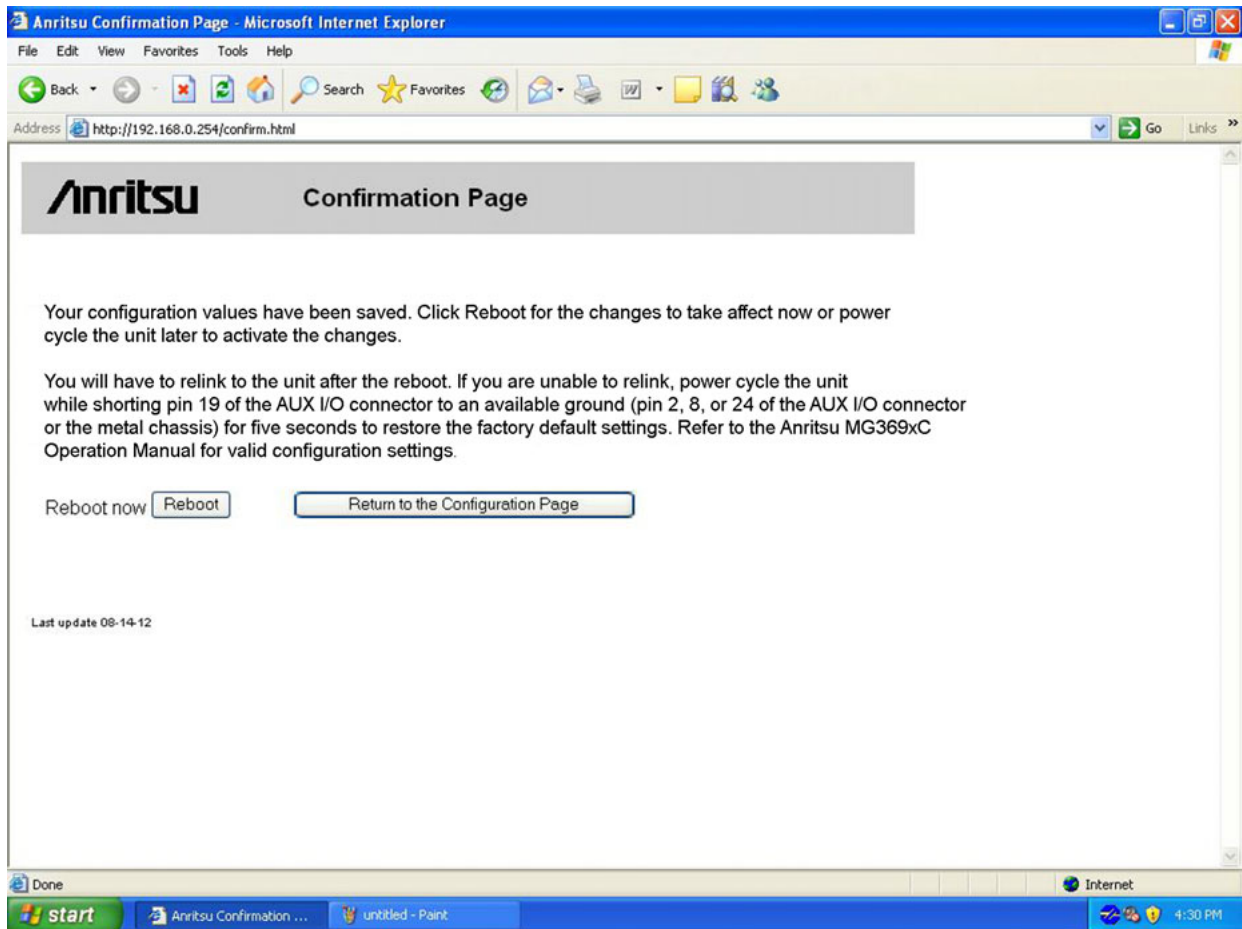 Anritsu Confirmation Page - Microsoft Internet Explorer
File Edit View Favorites Tools Help
Back Search Favorites
Address http://192.168.0.254/confirm.html Go Links »
Anritsu Confirmation Page
Your configuration values have been saved. Click Reboot for the changes to take affect now or power
cycle the unit later to activate the changes.
You will have to relink to the unit after the reboot. If you are unable to relink, power cycle the unit
while shorting pin 19 of the AUX I/O connector to an available ground (pin 2, 8, or 24 of the AUX I/O connector
or the metal chassis) for five seconds to restore the factory default settings. Refer to the Anritsu MG369xC
Operation Manual for valid configuration settings.
Reboot now Reboot Return to the Configuration Page
Last update 08-14-12
Done Internet
start Anritsu Confirmation ... untitled - Paint 4:30 PM